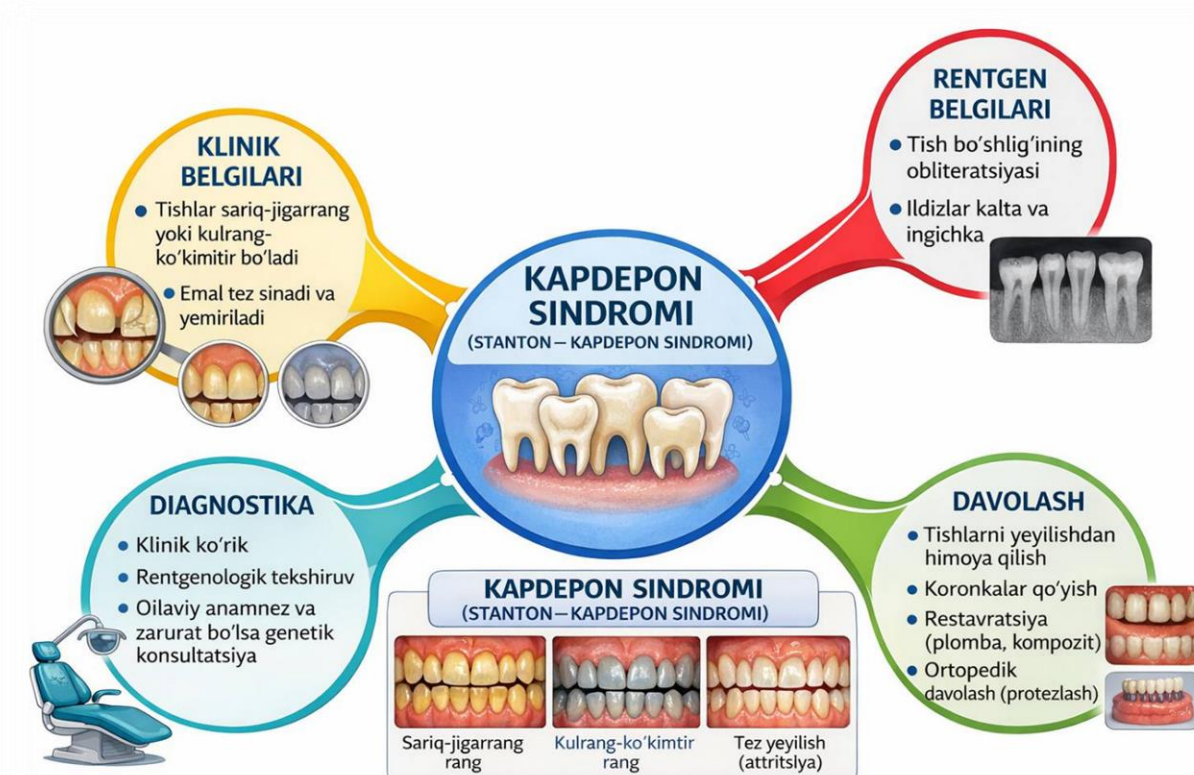 KLINIK
BELGILARI
• Tishlar sariq-jigarrang
yoki kulrang-
ko‘kimitir bo‘ladi
• Emal tez sinadi va
yemiriladi
RENTGEN
BELGILARI
• Tish bo‘shlig‘ining
obliteratsiyasi
• Ildizlar kalta va
ingichka
KAPDEPON
SINDROMI
(STANTON – KAPDEPON SINDROMI)
DIAGNOSTIKA
• Klinik ko‘rik
• Rentgenologik tekshiruv
• Oilaviy anamnez va
zarurat bo‘lsa genetik
konsultatsiya
DAVOLASH
• Tishlarni yeyilishdan
himoya qilish
• Koronkalar qo‘yish
• Restavratsiya
(plomba, kompozit)
• Ortopedik
davolash (protezlash)
KAPDEPON SINDROMI
(STANTON – KAPDEPON SINDROMI)
Sariq-jigarrang
rang
Kulrang-ko‘kimtir
rang
Tez yeyilish
(attritslya)